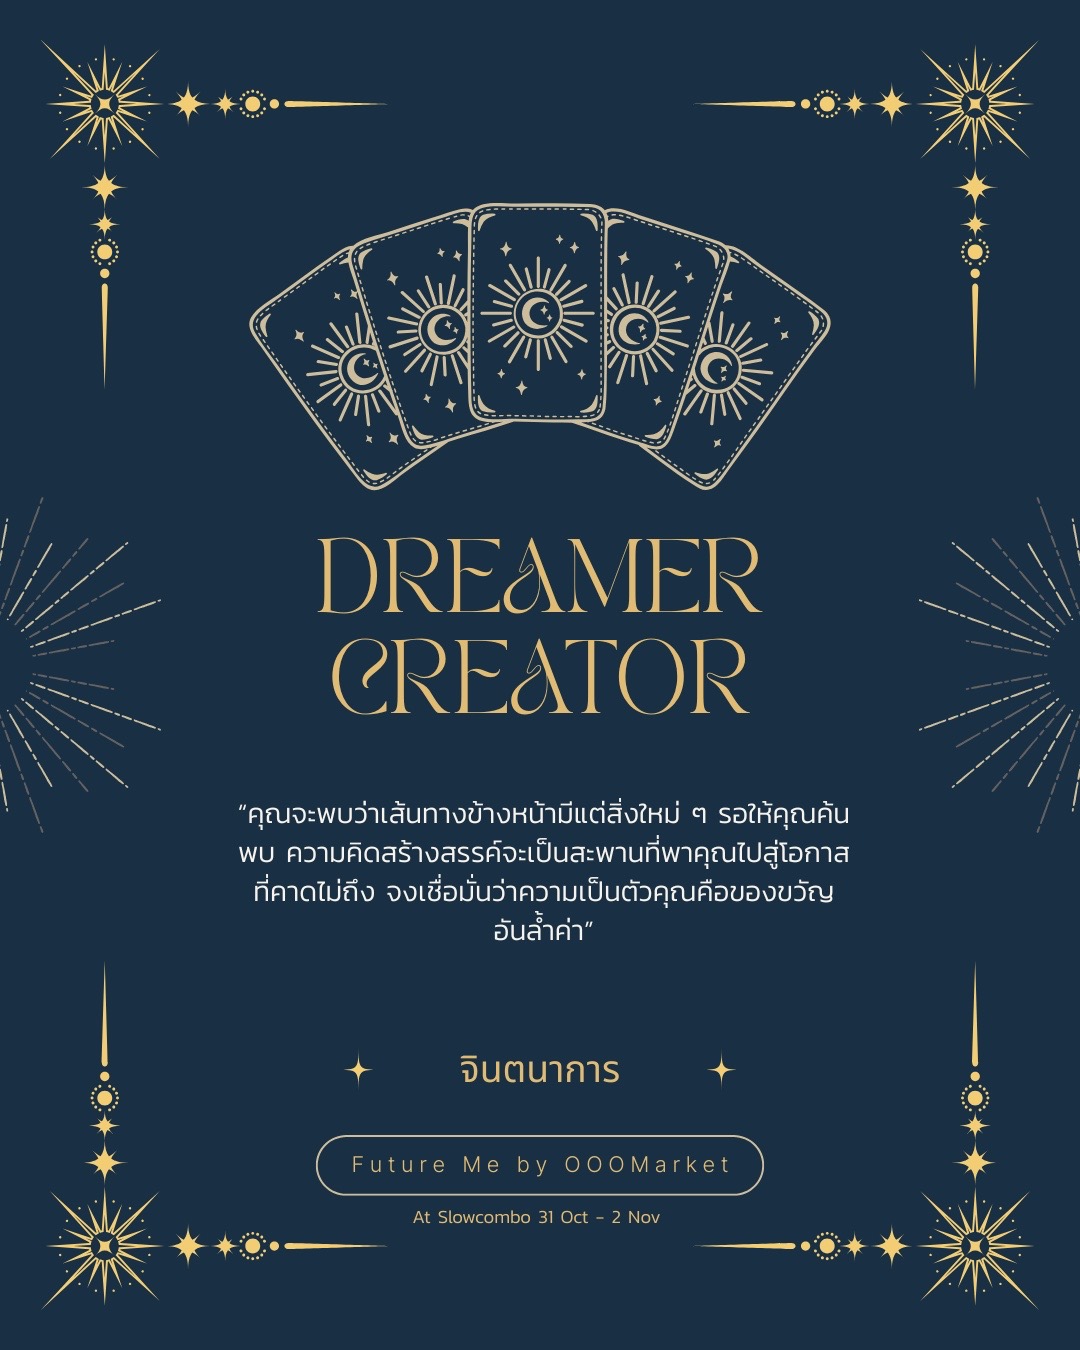 DREAMER
CREATOR
“คุณจะพบว่าเส้นทางข้างหน้ามีแต่สิ่งใหม่ ๆ รอให้คุณค้น
พบ ความคิดสร้างสรรค์จะเป็นสะพานที่พาคุณไปสู่โอกาส
ที่คาดไม่ถึง จงเชื่อมั่นว่าความเป็นตัวคุณคือของขวัญ
อันล้ำค่า”
จินตนาการ
Future Me by OOOMarket
At Slowcombo 31 Oct - 2 Nov